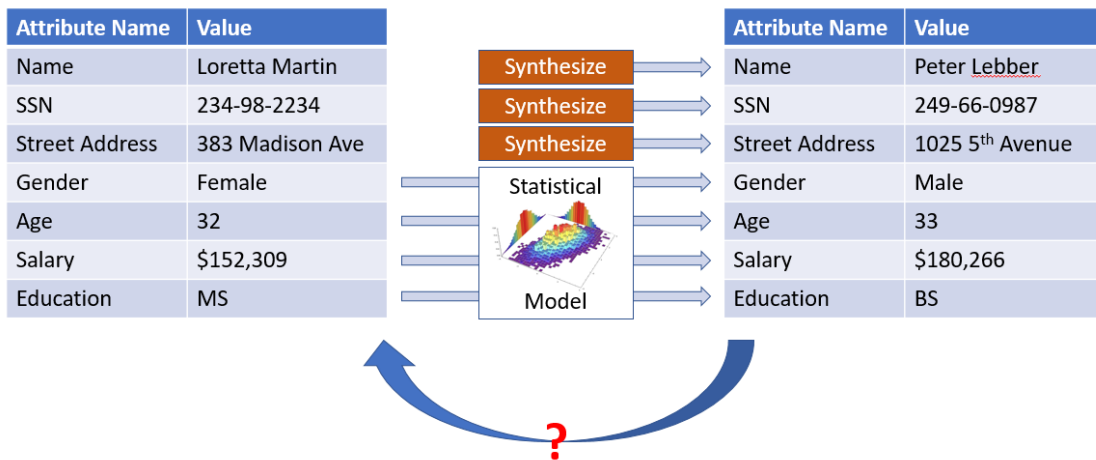 Attribute Name Value
Name Loretta Martin
SSN 234-98-2234
Street Address 383 Madison Ave
Gender Female
Age 32
Salary $152,309
Education MS
Synthesize
Synthesize
Synthesize
Statistical
Model
Attribute Name Value
Name Peter Lebber
SSN 249-66-0987
Street Address 1025 5th Avenue
Gender Male
Age 33
Salary $180,266
Education BS
?